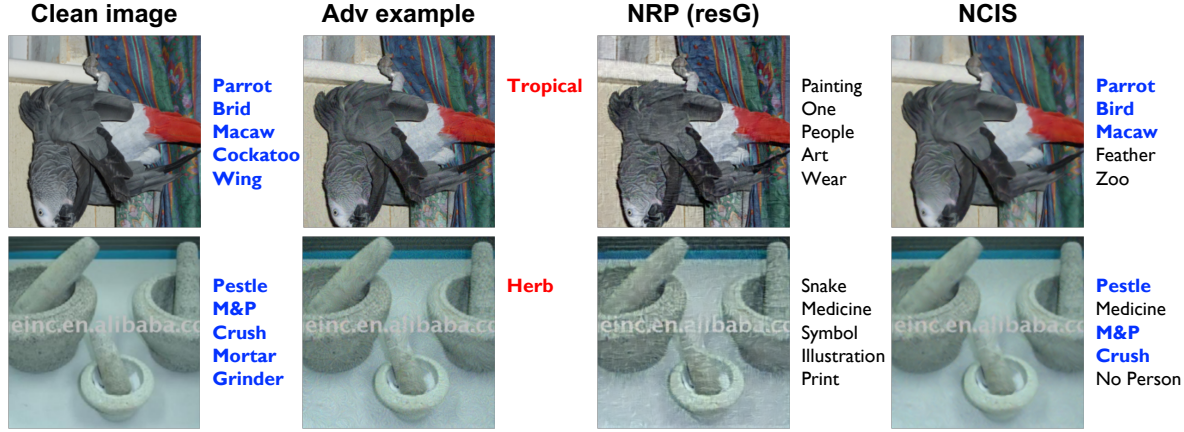 Clean image
Adv example
NRP (resG)
NCIS
Parrot
Brid
Macaw
Cockatoo
Wing
Tropical
Painting
One
People
Art
Wear
Parrot
Bird
Macaw
Feather
Zoo
Pestle
M&P
Crush
Mortar
Grinder
Herb
Snake
Medicine
Symbol
Illustration
Print
Pestle
Medicine
M&P
Crush
No Person
einc.en.alibaba.co
einc.en.alibaba.co
einc.en.alibaba.co
einc.en.alibaba.co